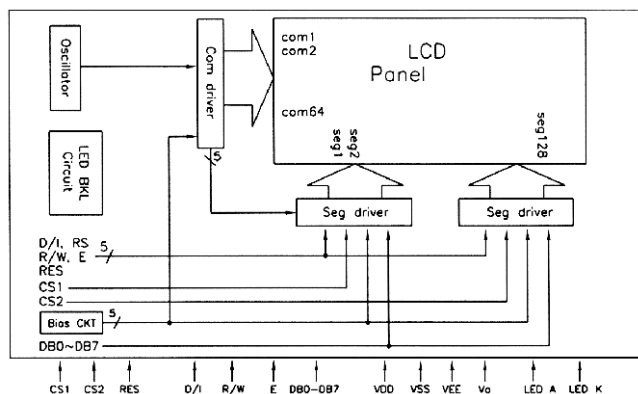 Oscillator
Com driver
com1
com2
LCD
Panel
com64
seg1
seg2
seg128
LED BKL
Circuit
5
Seg driver
Seg driver
D/I, RS
R/W, E
5
RES
CS1
CS2
Bias CKT
5
DB0~DB7
CS1
CS2
RES
D/I
R/W
E
DB0-DB7
VDD
VSS
VEE
Vo
LED A
LED K